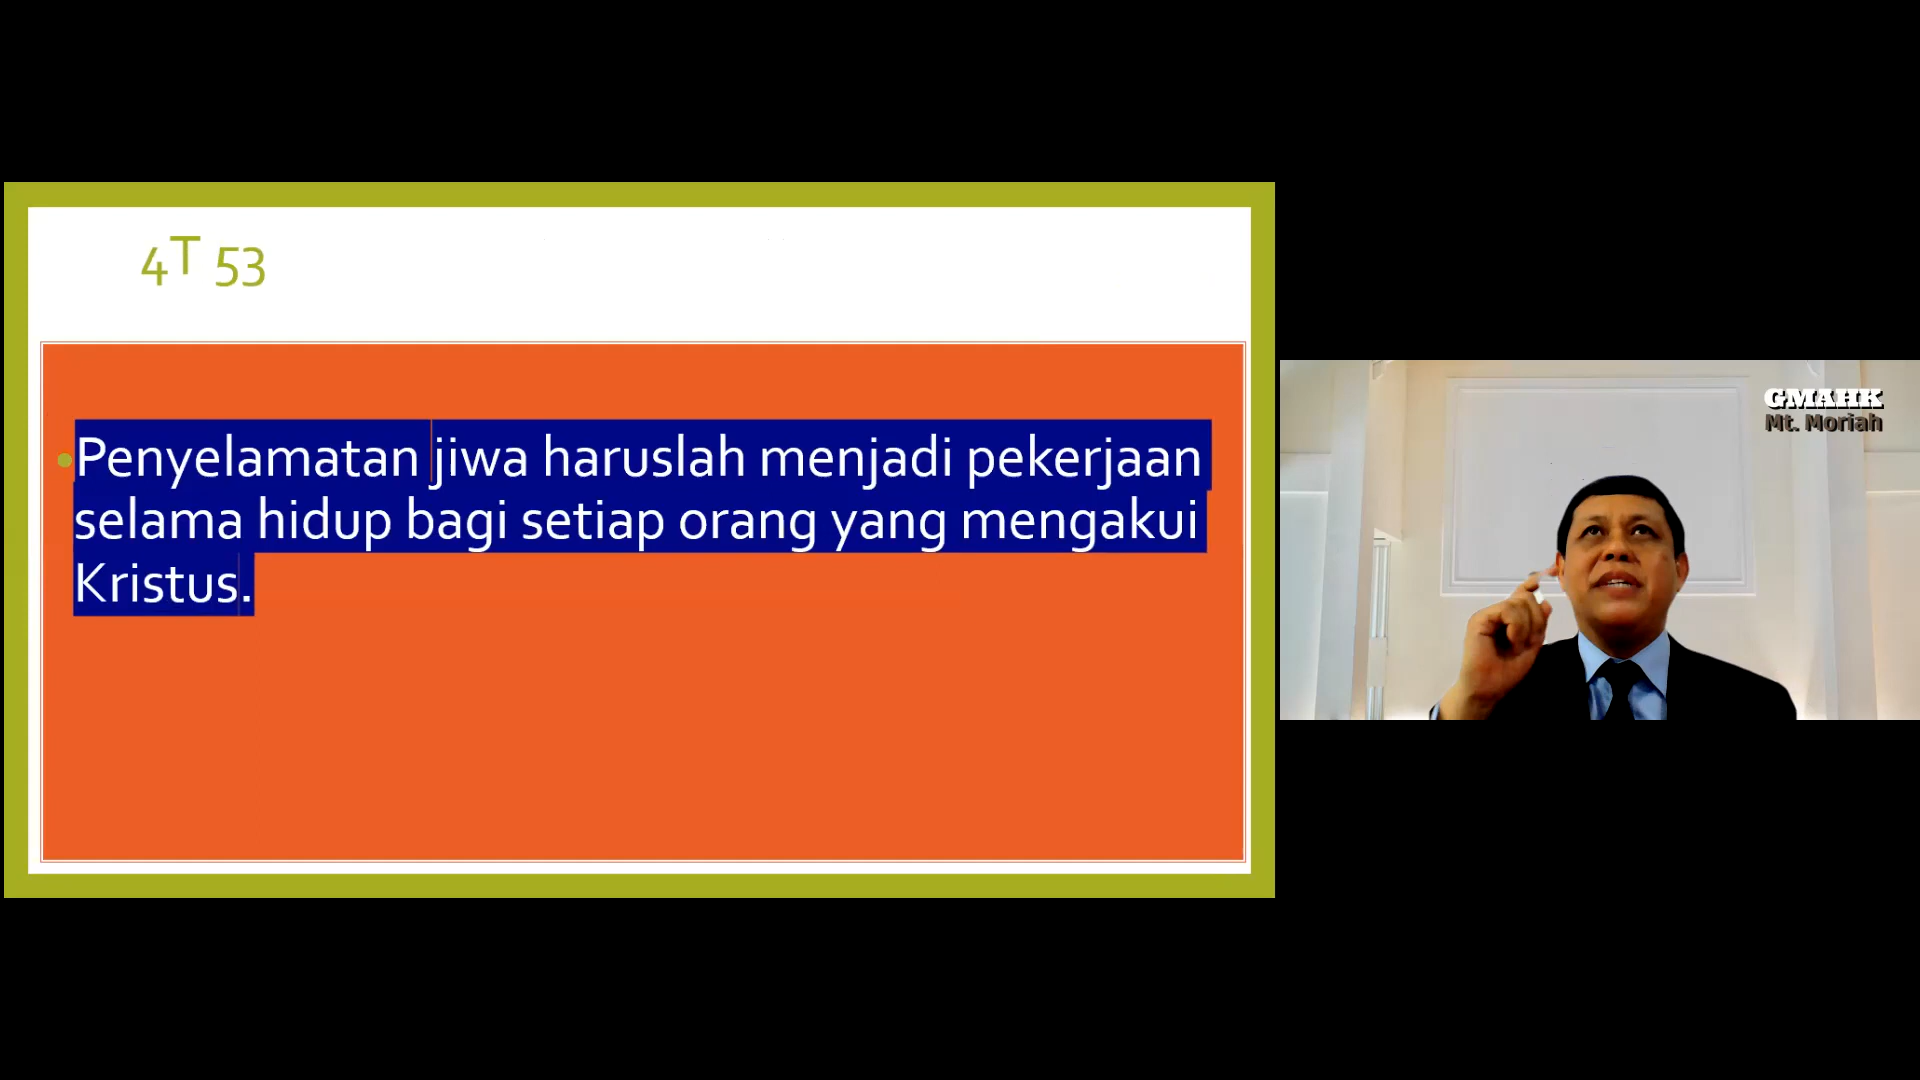 4T 53
• Penyelamatan jiwa haruslah menjadi pekerjaan
selama hidup bagi setiap orang yang mengakui
Kristus.
GMAHK
Mt. Moriah